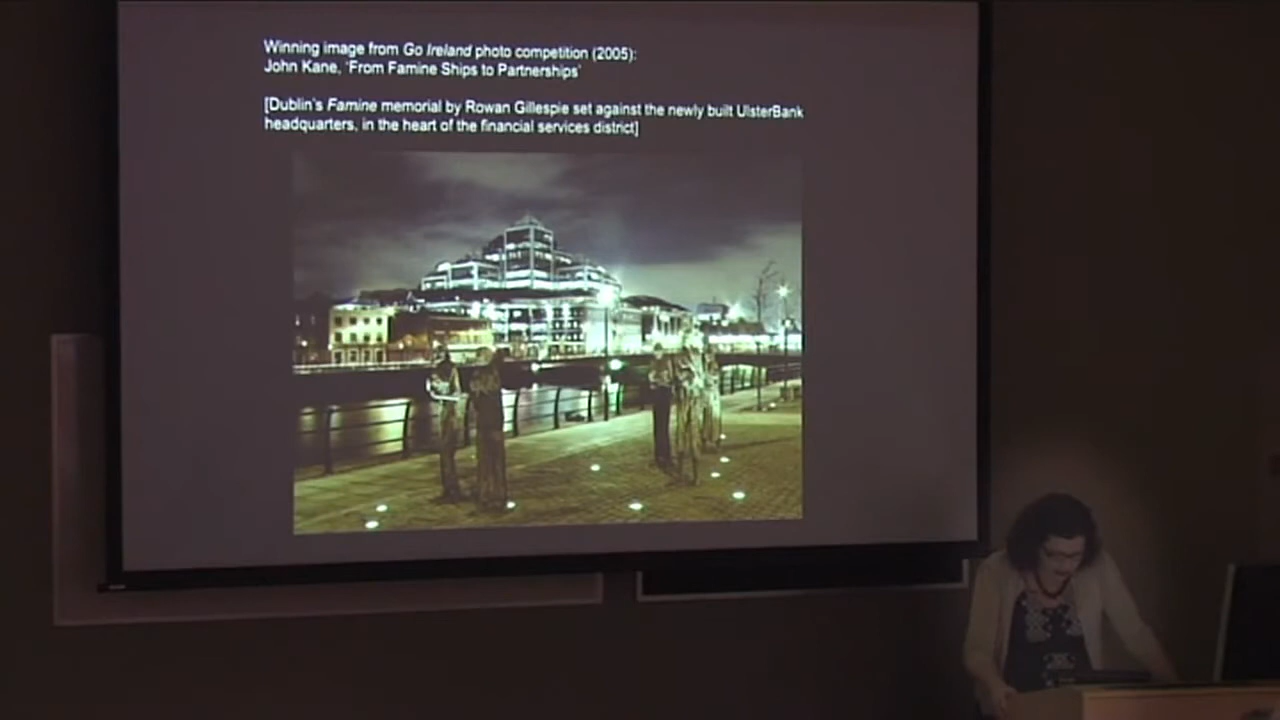 Winning image from Go Ireland photo competition (2005):
John Kane, 'From Famine Ships to Partnerships'
[Dublin's Famine memorial by Rowan Gillespie set against the newly built UlsterBank
headquarters, in the heart of the financial services district]